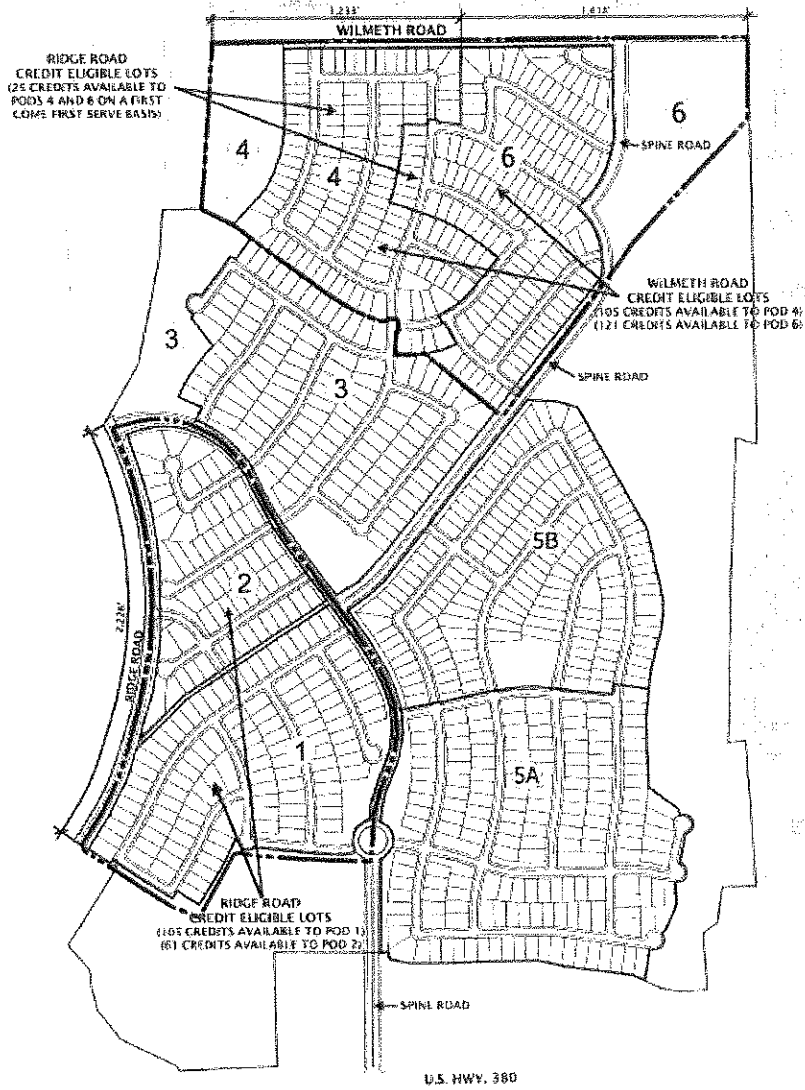 1,233'
1,618'
WILMETH ROAD
RIDGE ROAD
CREDIT ELIGIBLE LOTS
(25 CREDITS AVAILABLE TO
PODS 4 AND 6 ON A FIRST
COME FIRST SERVE BASIS)
4
4
6
6
SPINE ROAD
WILMETH ROAD
CREDIT ELIGIBLE LOTS
(105 CREDITS AVAILABLE TO POD 4)
(121 CREDITS AVAILABLE TO POD 6)
3
3
SPINE ROAD
5B
2
2,226'
RIDGE ROAD
1
5A
RIDGE ROAD
CREDIT ELIGIBLE LOTS
(105 CREDITS AVAILABLE TO POD 1)
(61 CREDITS AVAILABLE TO POD 2)
SPINE ROAD
U.S. HWY. 380